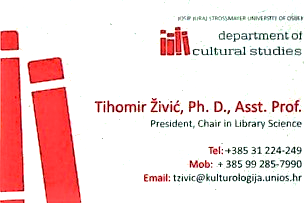 JOSIP JURAJ STROSSMAYER UNIVERSITY OF OSIJEK
department of
cultural studies
Tihomir Živić, Ph. D., Asst. Prof.
President, Chair in Library Science
Tel: +385 31 224-249
Mob: + 385 99 285-7990
Email: tzivic@kulturologija.unios.hr